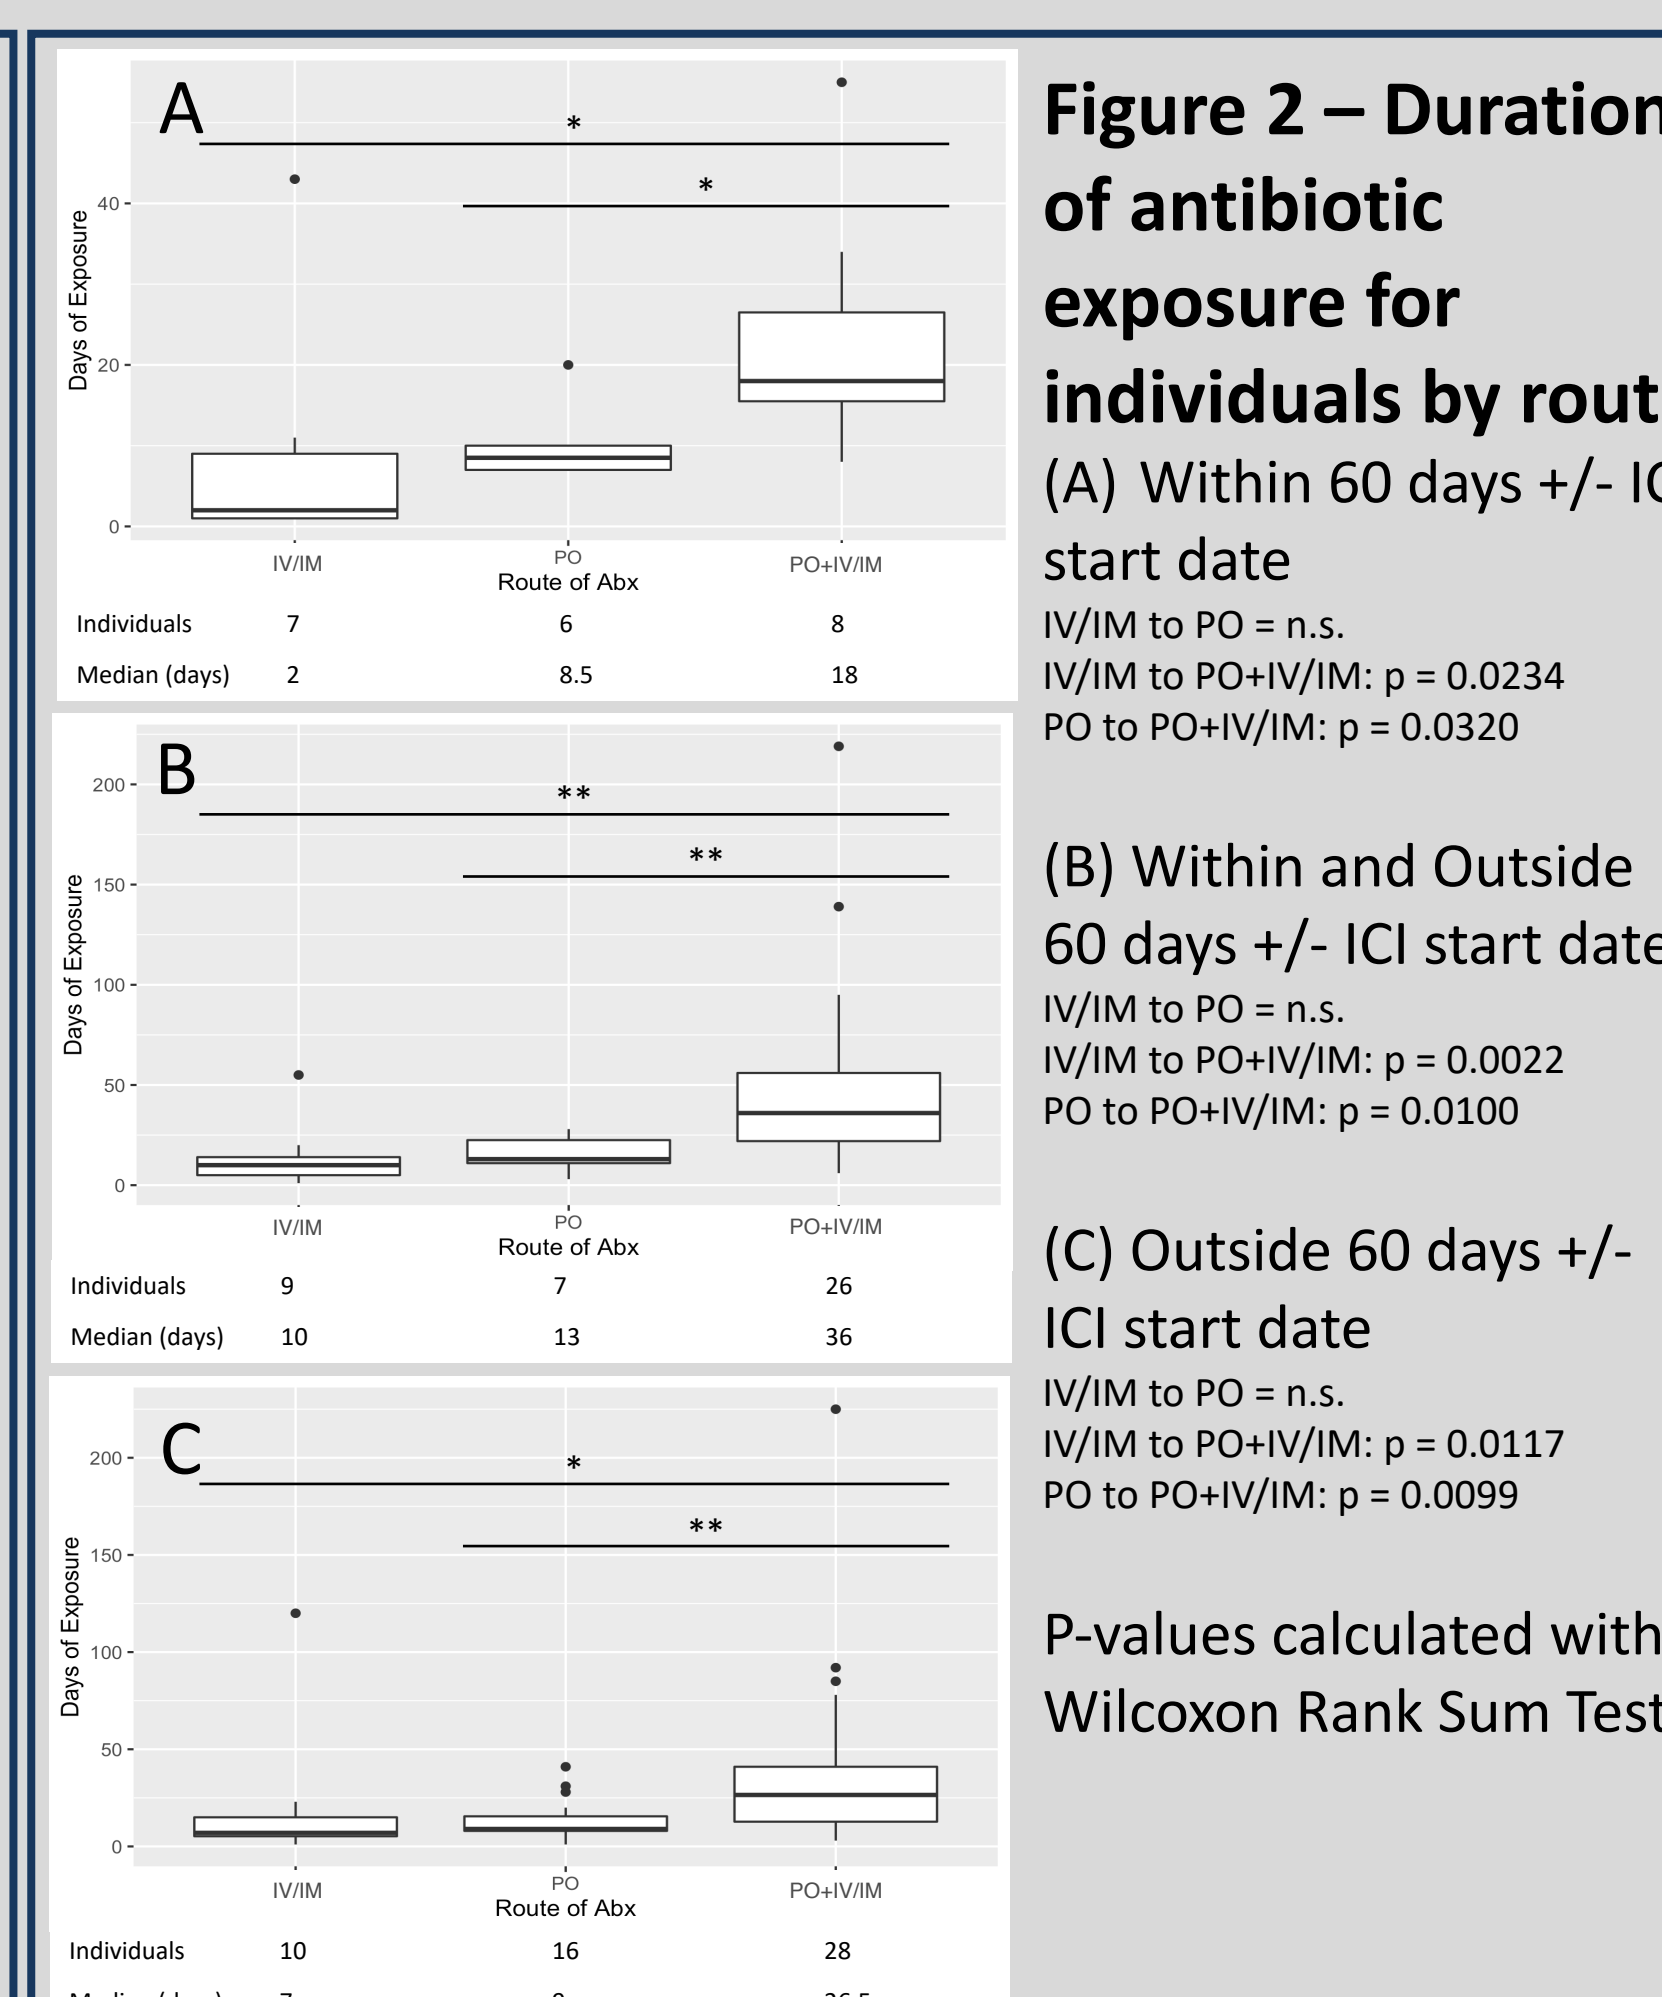 A
*
*
40
20
0
Days of Exposure
IV/IM PO PO+IV/IM
Route of Abx
Individuals 7 6 8
Median (days) 2 8.5 18
B
**
**
200
150
100
50
0
Days of Exposure
IV/IM PO PO+IV/IM
Route of Abx
Individuals 9 7 26
Median (days) 10 13 36
C
*
**
200
150
100
50
0
Days of Exposure
IV/IM PO PO+IV/IM
Route of Abx
Individuals 10 16 28
Figure 2 – Duration
of antibiotic
exposure for
individuals by
(A) Within 60 days +/-
start date
IV/IM to PO = n.s.
IV/IM to PO+IV/IM: p = 0.0234
PO to PO+IV/IM: p = 0.0320
(B) Within and Outside
60 days +/- ICI start date
IV/IM to PO = n.s.
IV/IM to PO+IV/IM: p = 0.0022
PO to PO+IV/IM: p = 0.0100
(C) Outside 60 days +/-
ICI start date
IV/IM to PO = n.s.
IV/IM to PO+IV/IM: p = 0.0117
PO to PO+IV/IM: p = 0.0099
P-values calculated with
Wilcoxon Rank Sum Test